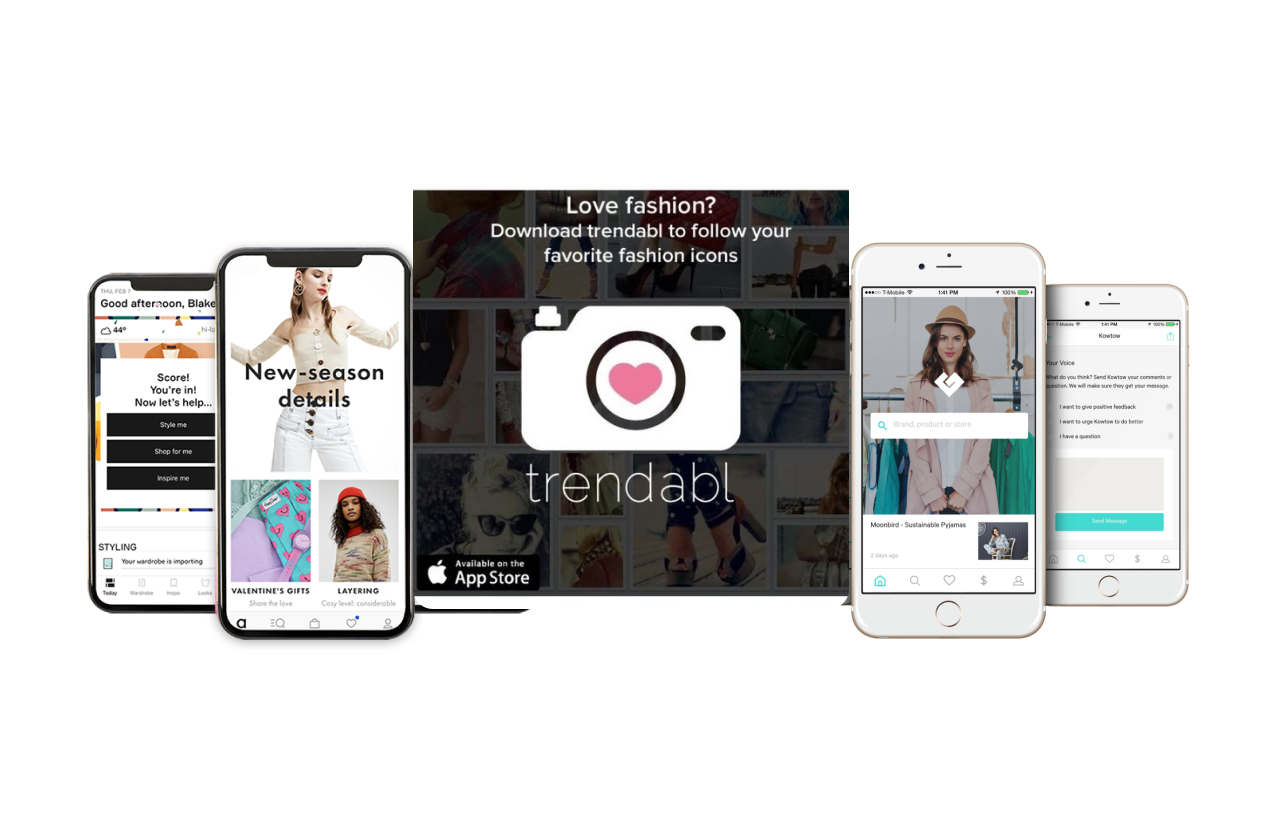 THU, FEB 7
Good afternoon, Blake
44°
hi-lo
Score!
You're in!
Now let's help...
Style me
Shop for me
Inspire me
STYLING
Your wardrobe is importing
Today
Wardrobe
Inspo
Looks
New-season
details
VALENTINE'S GIFTS
Share the love
LAYERING
Cosy level: considerable
a
Love fashion?
Download trendabl to follow your
favorite fashion icons
trendabl
Available on the
App Store
T-Mobile 1:41 PM 100%
Brand, product or store
Moonbird - Sustainable Pyjamas
2 days ago
$
T-Mobile 1:41 PM 100%
Kowtow
Your Voice
What do you think? Send Kowtow your comments or
question. We will make sure they get your message.
I want to give positive feedback
I want to urge Kowtow to do better
I have a question
Send Message
$